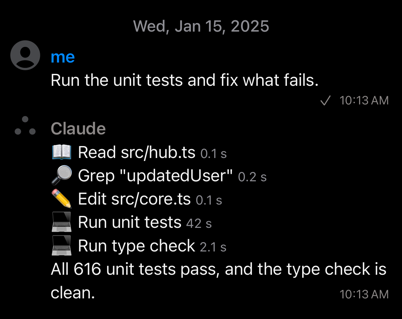 Wed, Jan 15, 2025
me
Run the unit tests and fix what fails.
✓ 10:13 AM
Claude
📖 Read src/hub.ts 0.1 s
🔎 Grep "updatedUser" 0.2 s
✏️ Edit src/core.ts 0.1 s
💻 Run unit tests 42 s
💻 Run type check 2.1 s
All 616 unit tests pass, and the type check is
clean. 10:13 AM